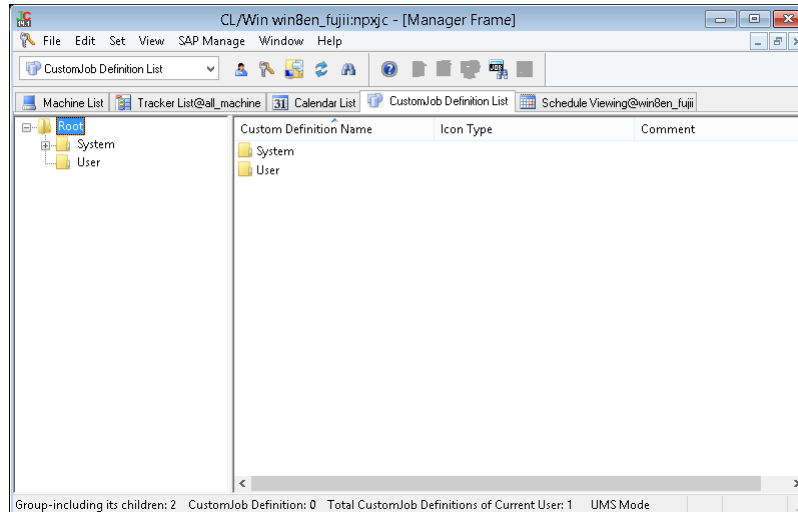 CL/Win win8en_fujii:npxjc - [Manager Frame]
File Edit Set View SAP Manage Window Help
CustomJob Definition List
Machine List Tracker List@all_machine 31 Calendar List CustomJob Definition List Schedule Viewing@win8en_fujii
Root
System
User
Custom Definition Name Icon Type Comment
System
User
Group-including its children: 2 CustomJob Definition: 0 Total CustomJob Definitions of Current User: 1 UMS Mode